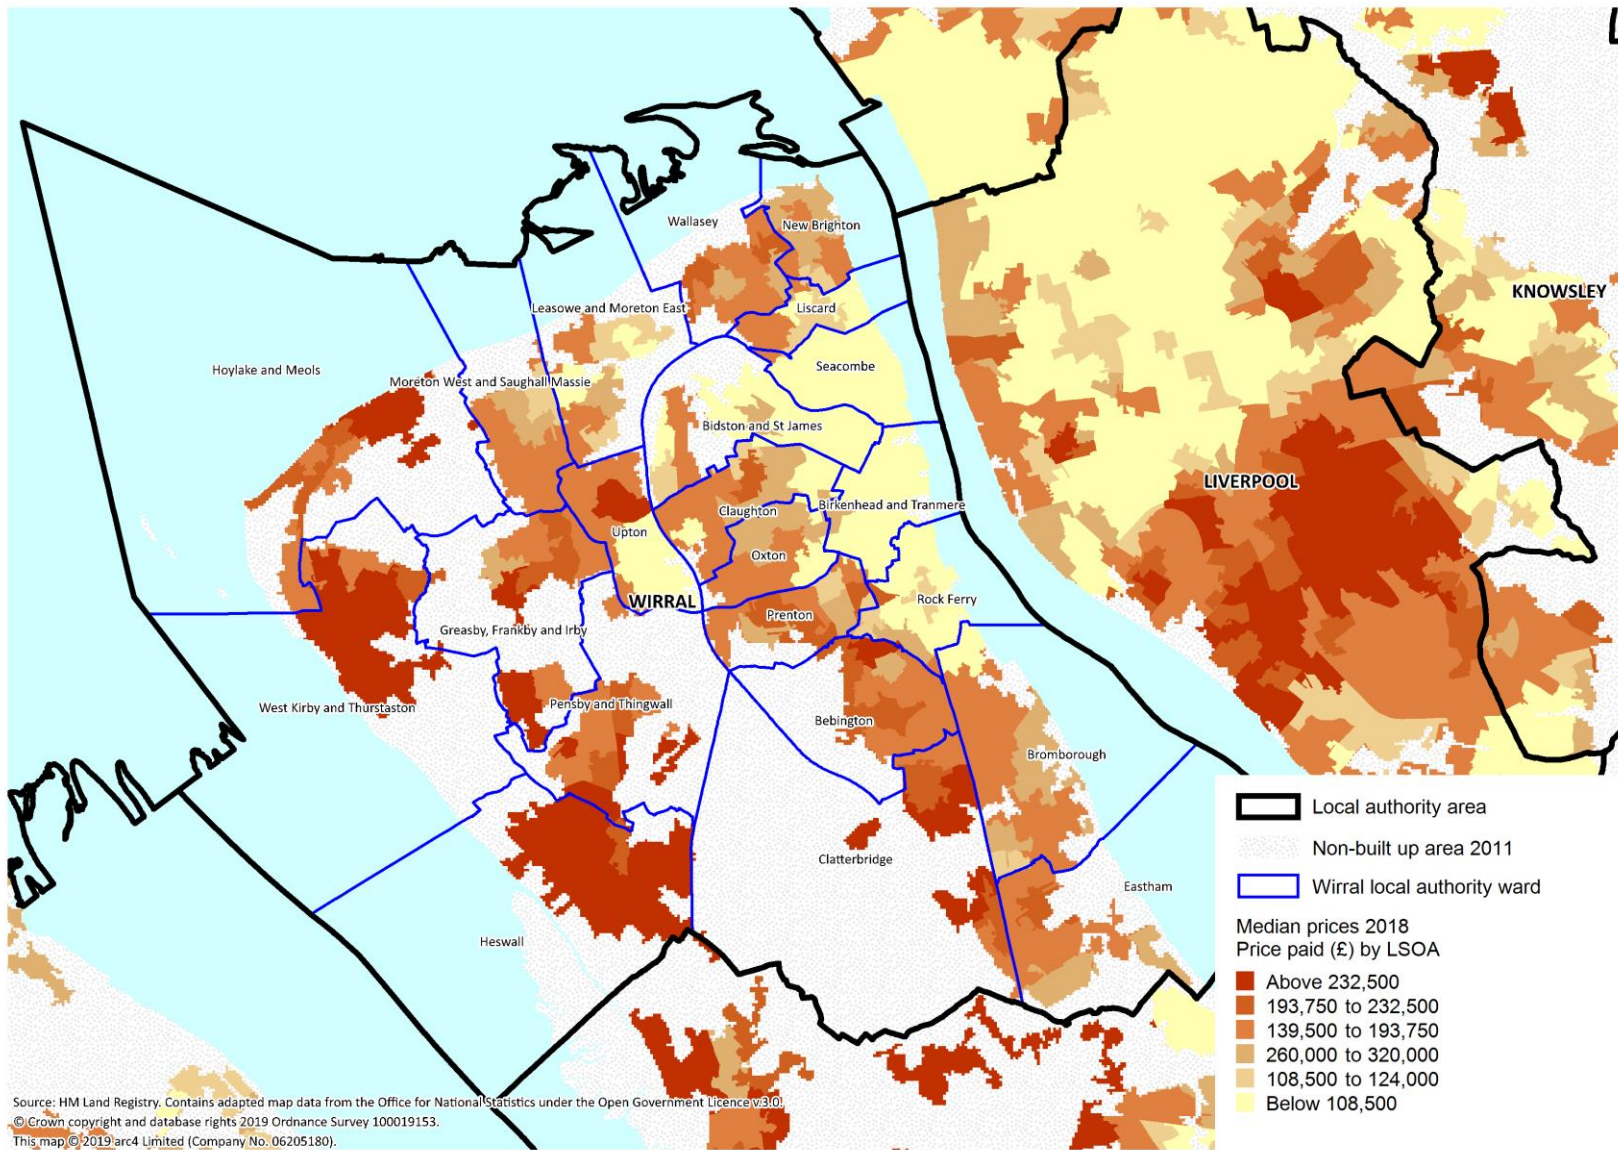 Wallasey
New Brighton
Leasowe and Moreton East
Liscard
KNOWSLEY
Hoylake and Meols
Moreton West and Saughall Massie
Seacombe
Bidston and St James
LIVERPOOL
Claughton
Birkenhead and Tranmere
Upton
Oxton
WIRRAL
Rock Ferry
Prenton
Greasby, Frankby and Irby
West Kirby and Thurstaston
Pensby and Thingwall
Bebington
Bromborough
Clatterbridge
Eastham
Heswall
Local authority area
Non-built up area 2011
Wirral local authority ward
Median prices 2018
Price paid (£) by LSOA
Above 232,500
193,750 to 232,500
139,500 to 193,750
260,000 to 320,000
108,500 to 124,000
Below 108,500
Source: HM Land Registry. Contains adapted map data from the Office for National Statistics under the Open Government Licence v.3.0.
© Crown copyright and database rights 2019 Ordnance Survey 100019153.
This map © 2019 arc4 Limited (Company No. 06205180).